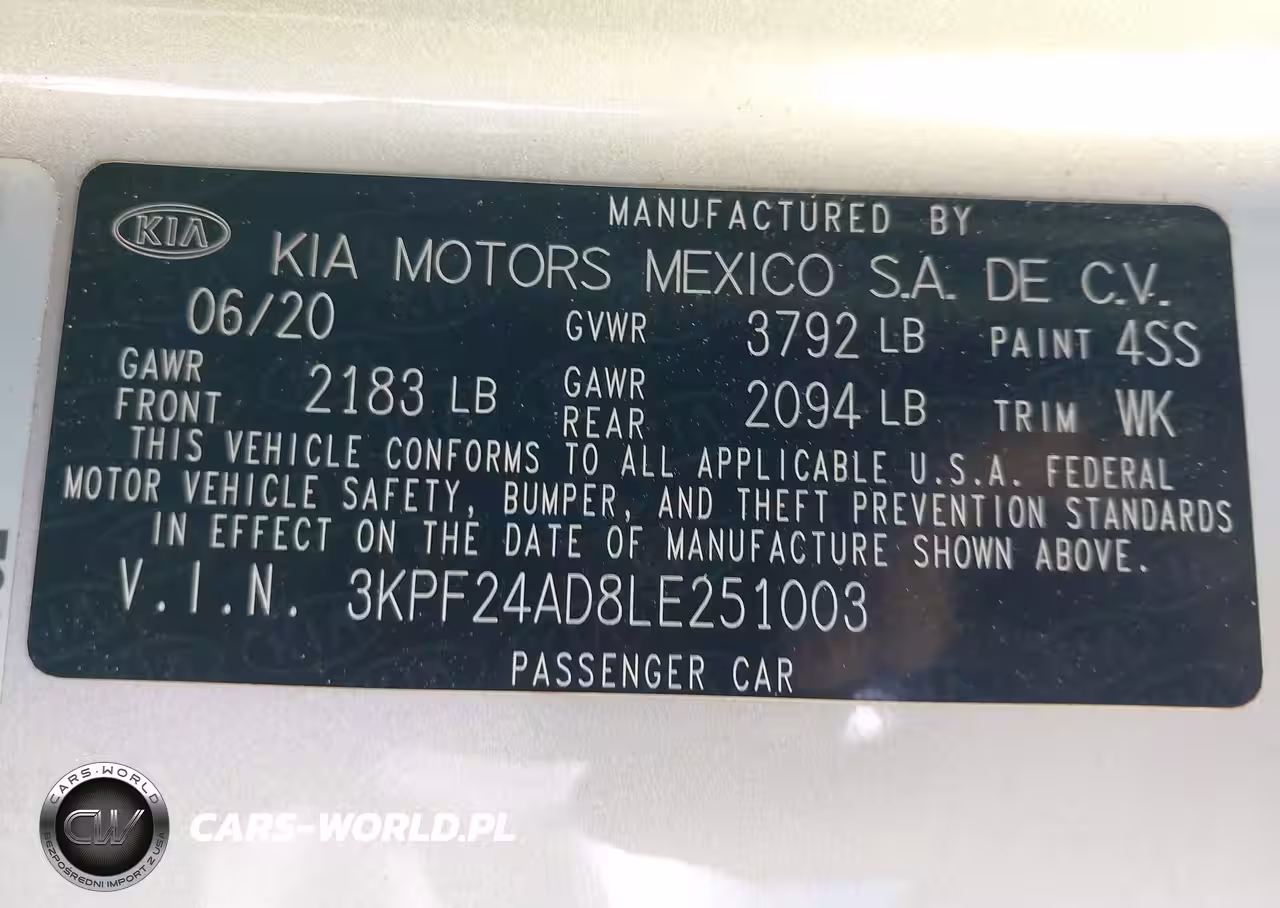 KIA
MANUFACTURED BY
KIA MOTORS MEXICO S.A. DE C.V.
06/20 GVWR 3792 LB PAINT 4SS
GAWR FRONT 2183 LB GAWR REAR 2094 LB TRIM WK
THIS VEHICLE CONFORMS TO ALL APPLICABLE U.S.A. FEDERAL
MOTOR VEHICLE SAFETY, BUMPER, AND THEFT PREVENTION STANDARDS
IN EFFECT ON THE DATE OF MANUFACTURE SHOWN ABOVE.
V.I.N. 3KPF24AD8LE251003
PASSENGER CAR
CARS-WORLD
CW
BEZPOŚREDNI IMPORT Z USA
CARS-WORLD.PL